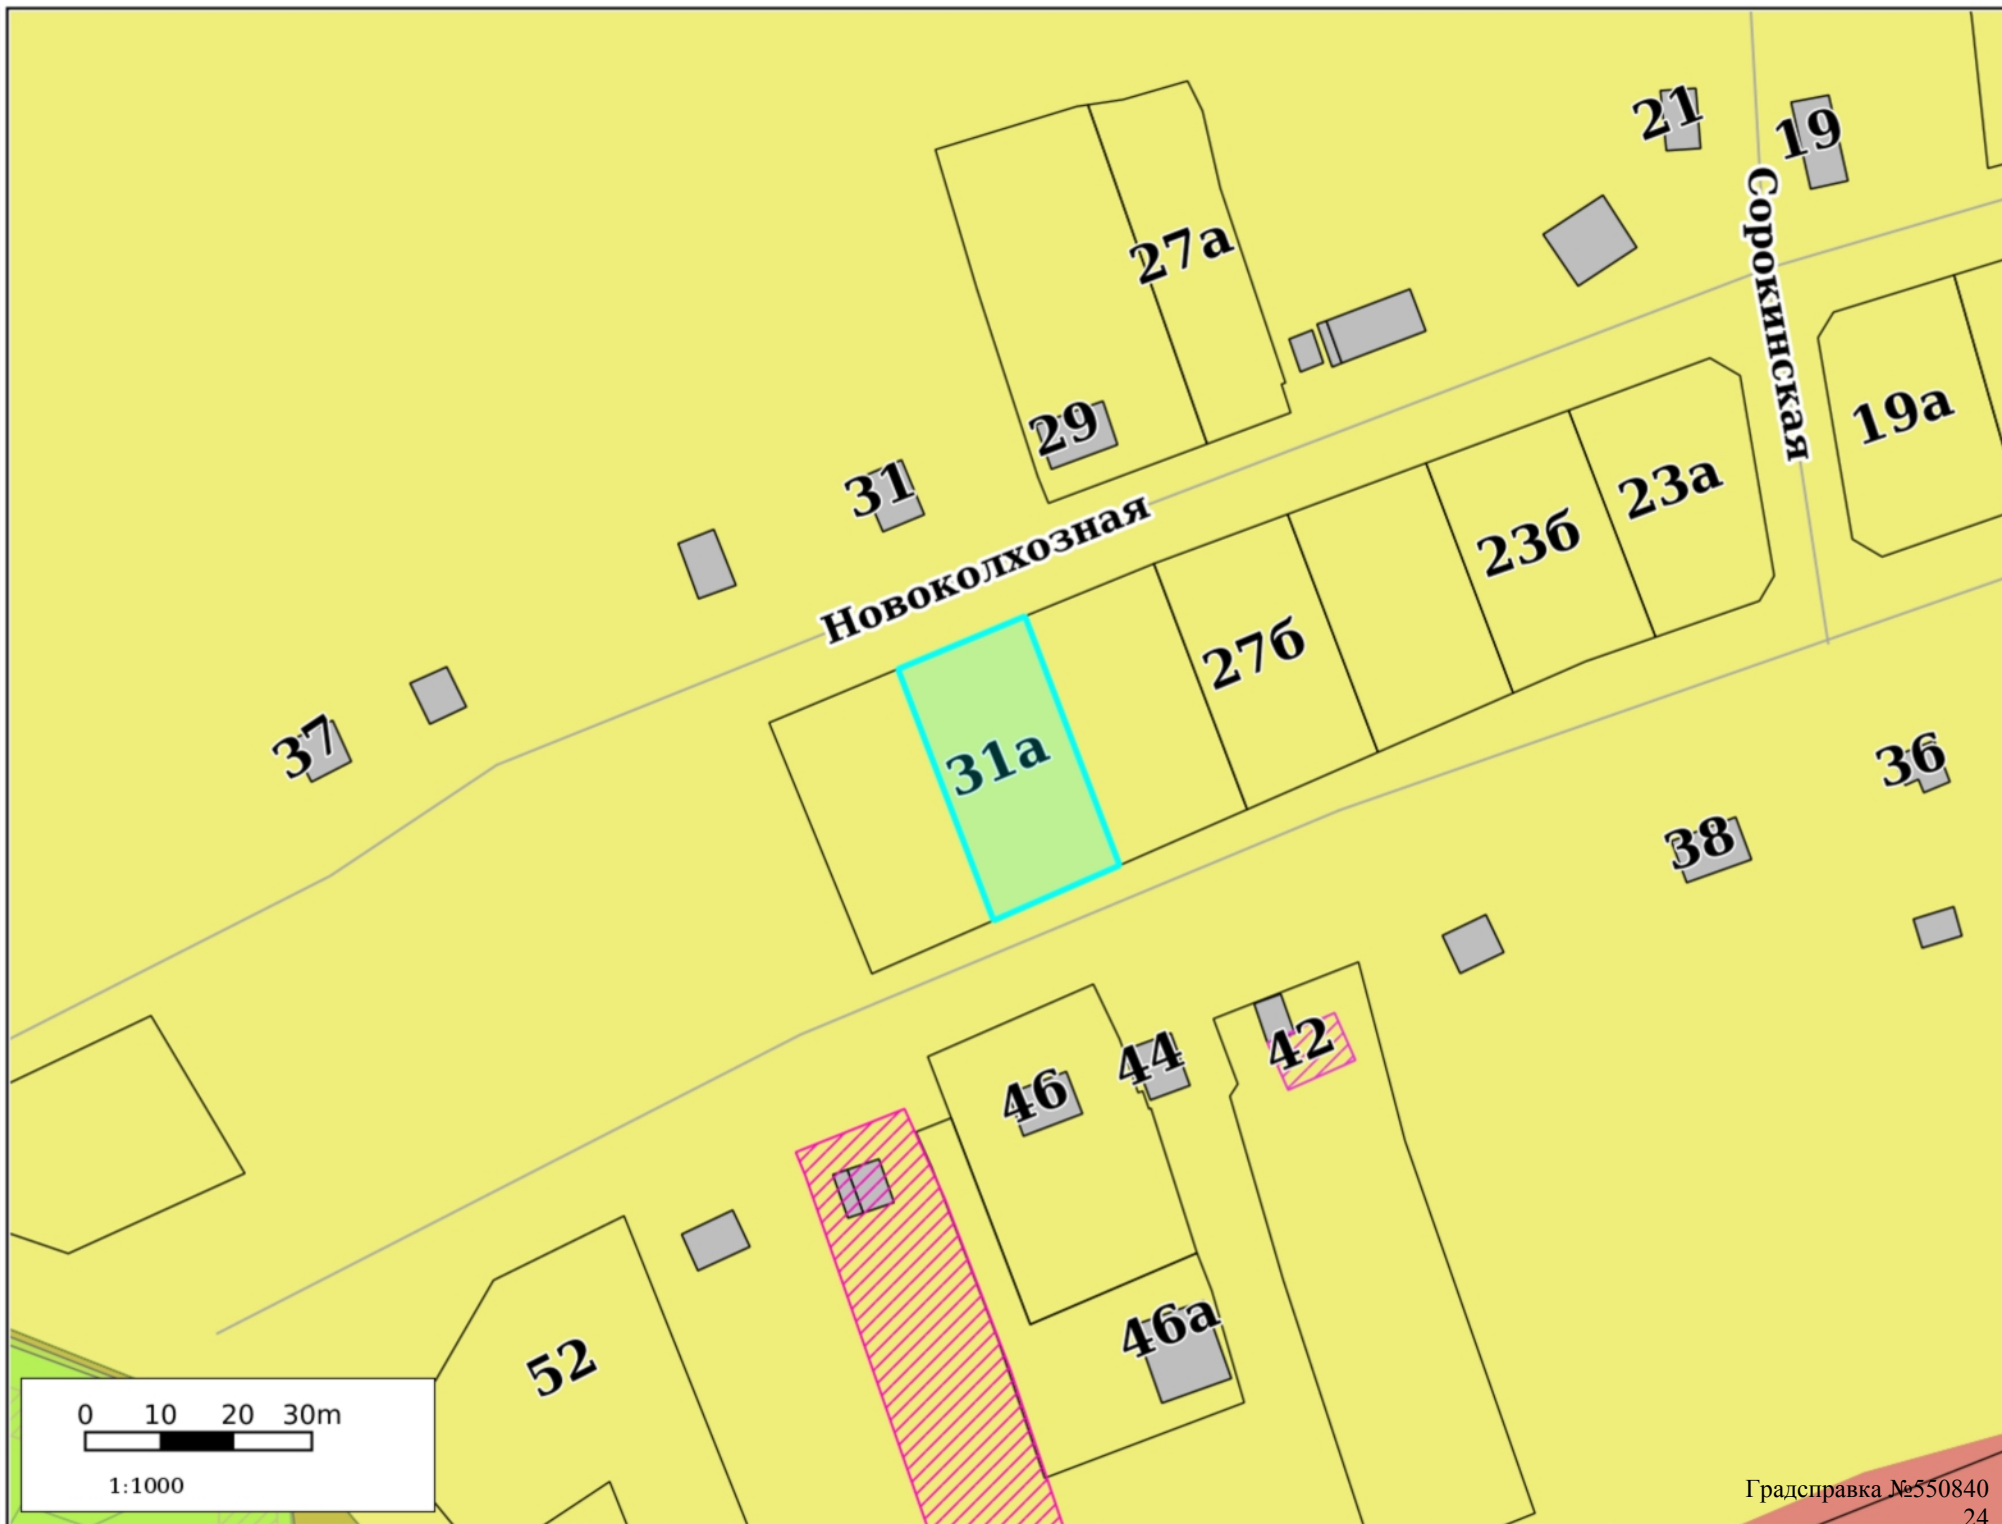 21
19
Сорокинская
27а
19а
29
31
Новоколхозная
23а
23б
27б
31а
37
36
38
42
44
46
46а
52
0 10 20 30m
1:1000
Градсправка №550840
24